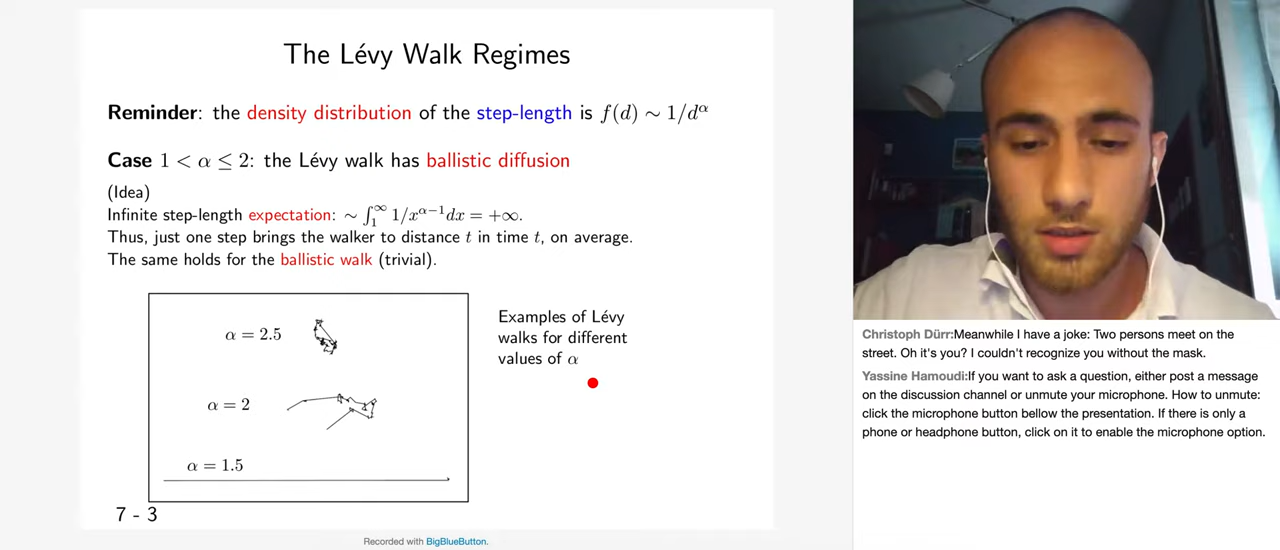 The Lévy Walk Regimes
Reminder: the density distribution of the step-length is f(d) ∼ 1/d^α
Case 1 < α ≤ 2: the Lévy walk has ballistic diffusion
(Idea)
Infinite step-length expectation: ∼ ∫_1^∞ 1/x^{α−1}dx = +∞.
Thus, just one step brings the walker to distance t in time t, on average.
The same holds for the ballistic walk (trivial).
α = 2.5
α = 2
α = 1.5
Examples of Lévy
walks for different
values of α
7 - 3
Recorded with BigBlueButton.
Christoph Dürr:Meanwhile I have a joke: Two persons meet on the
street. Oh it's you? I couldn't recognize you without the mask.
Yassine Hamoudi:If you want to ask a question, either post a message
on the discussion channel or unmute your microphone. How to unmute:
click the microphone button bellow the presentation. If there is only a
phone or headphone button, click on it to enable the microphone option.